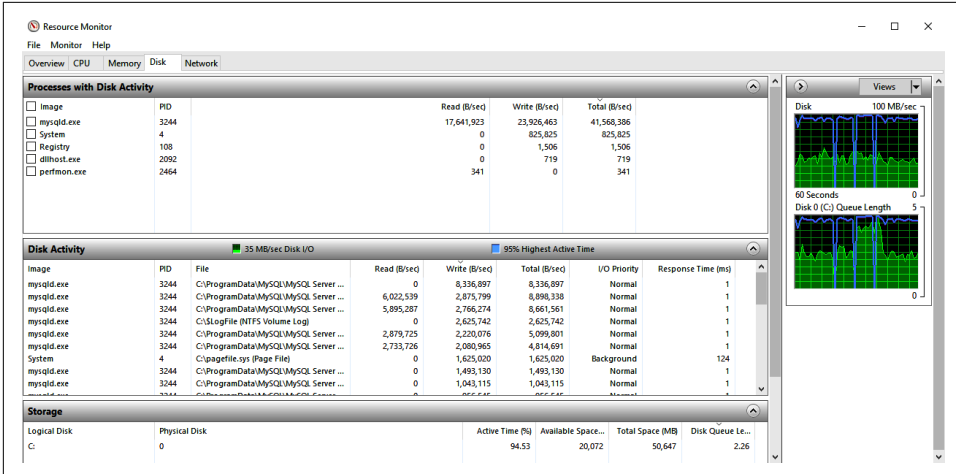 Resource Monitor
File Monitor Help
Overview CPU Memory Disk Network
Processes with Disk Activity
Image PID Read (B/sec) Write (B/sec) Total (B/sec)
mysqld.exe 3244 17,641,923 23,926,463 41,568,386
System 4 0 825,825 825,825
Registry 108 0 1,506 1,506
dllhost.exe 2092 0 719 719
perfmon.exe 2464 341 0 341
Disk Activity 35 MB/sec Disk I/O 95% Highest Active Time
Image PID File Read (B/sec) Write (B/sec) Total (B/sec) I/O Priority Response Time (ms)
mysqld.exe 3244 C:\ProgramData\MySQL\MySQL Server ... 0 8,336,897 8,336,897 Normal 1
mysqld.exe 3244 C:\ProgramData\MySQL\MySQL Server ... 6,022,539 2,875,799 8,898,338 Normal 1
mysqld.exe 3244 C:\ProgramData\MySQL\MySQL Server ... 5,895,287 2,766,274 8,661,561 Normal 1
mysqld.exe 3244 C:\$LogFile (NTFS Volume Log) 0 2,625,742 2,625,742 Normal 1
mysqld.exe 3244 C:\ProgramData\MySQL\MySQL Server ... 2,879,725 2,220,076 5,099,801 Normal 1
mysqld.exe 3244 C:\ProgramData\MySQL\MySQL Server ... 2,733,726 2,080,965 4,814,691 Normal 1
System 4 C:\pagefile.sys (Page File) 0 1,625,020 1,625,020 Background 124
mysqld.exe 3244 C:\ProgramData\MySQL\MySQL Server ... 0 1,493,130 1,493,130 Normal 1
mysqld.exe 3244 C:\ProgramData\MySQL\MySQL Server ... 0 1,043,115 1,043,115 Normal 1
Storage
Logical Disk Physical Disk Active Time (%) Available Space... Total Space (MB) Disk Queue Le...
C: 0 94.53 20,072 50,647 2.26
Views
Disk 100 MB/sec
60 Seconds 0
Disk 0 (C:) Queue Length 5
0